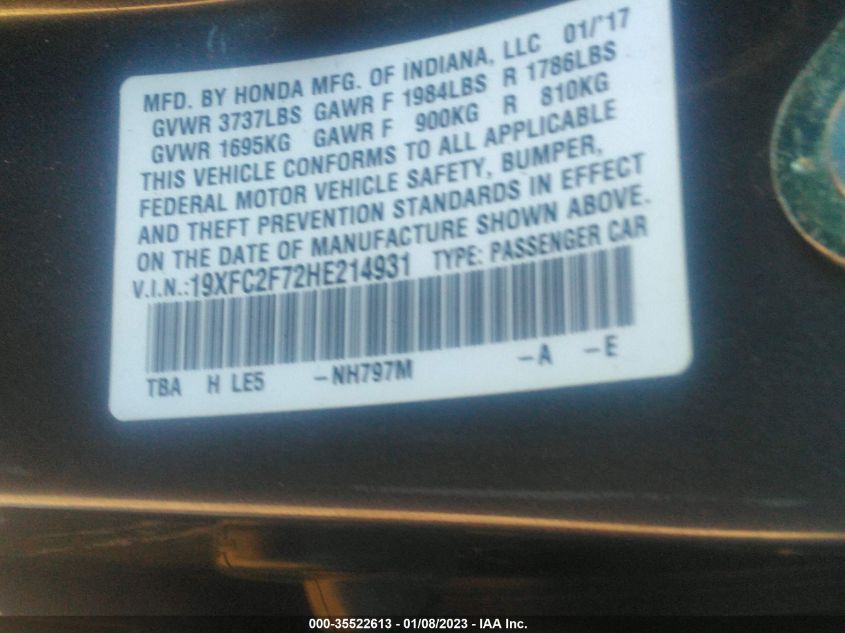 MFD. BY HONDA MFG. OF INDIANA, LLC 01/'17
GVWR 3737LBS GAWR F 1984LBS R 1786LBS
GVWR 1695KG GAWR F 900KG R 810KG
THIS VEHICLE CONFORMS TO ALL APPLICABLE
FEDERAL MOTOR VEHICLE SAFETY, BUMPER,
AND THEFT PREVENTION STANDARDS IN EFFECT
ON THE DATE OF MANUFACTURE SHOWN ABOVE.
V.I.N.:19XFC2F72HE214931 TYPE: PASSENGER CAR
TBA H LE5 –NH797M –A –E
000-35522613 - 01/08/2023 - IAA Inc.